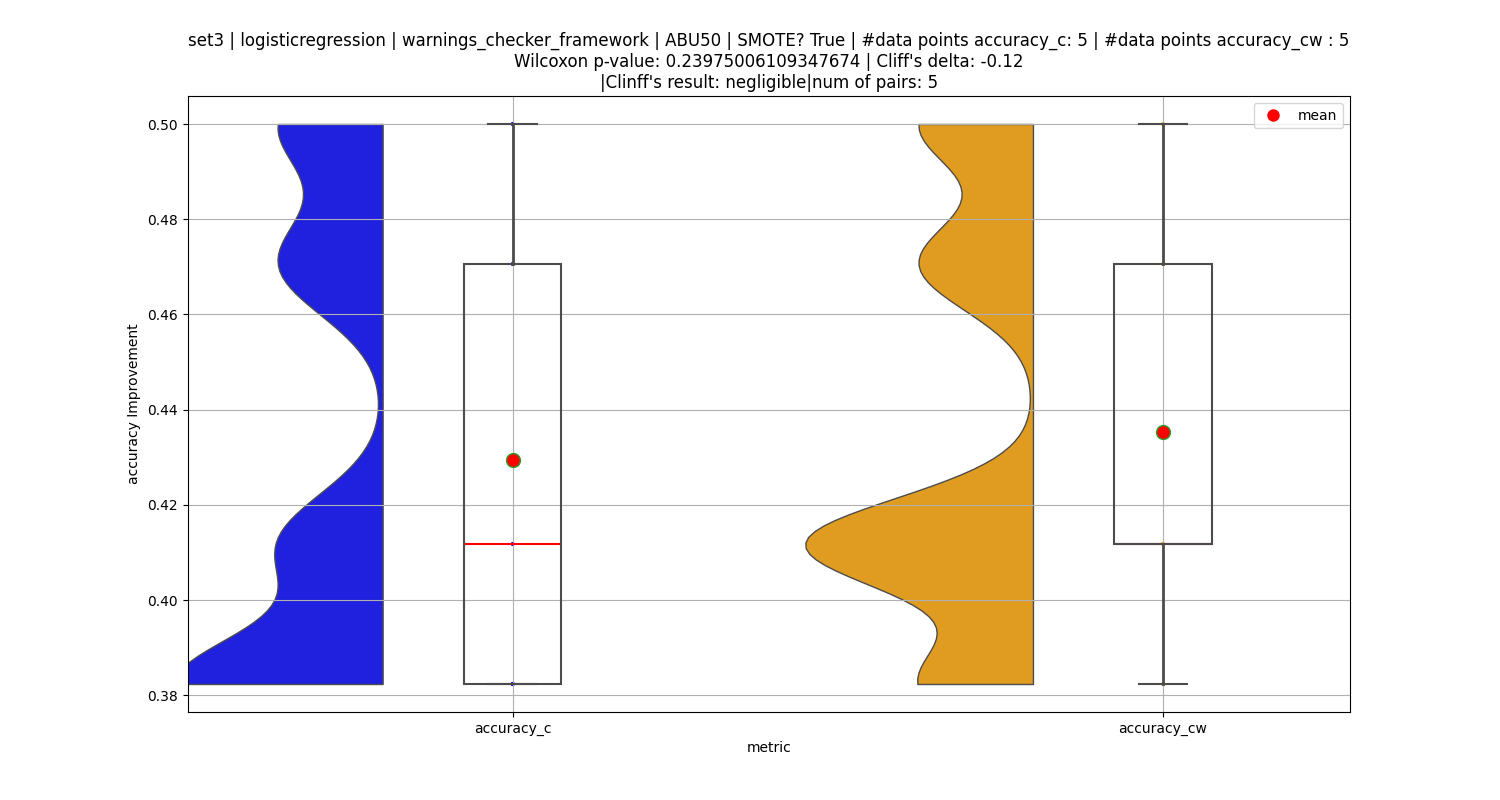 set3 | logisticregression | warnings_checker_framework | ABU50 | SMOTE? True | #data points accuracy_c: 5 | #data points accuracy_cw : 5
Wilcoxon p-value: 0.23975006109347674 | Cliff's delta: -0.12
|Clinff's result: negligible|num of pairs: 5
mean
0.50
0.48
0.46
0.44
0.42
0.40
0.38
accuracy Improvement
accuracy_c
accuracy_cw
metric